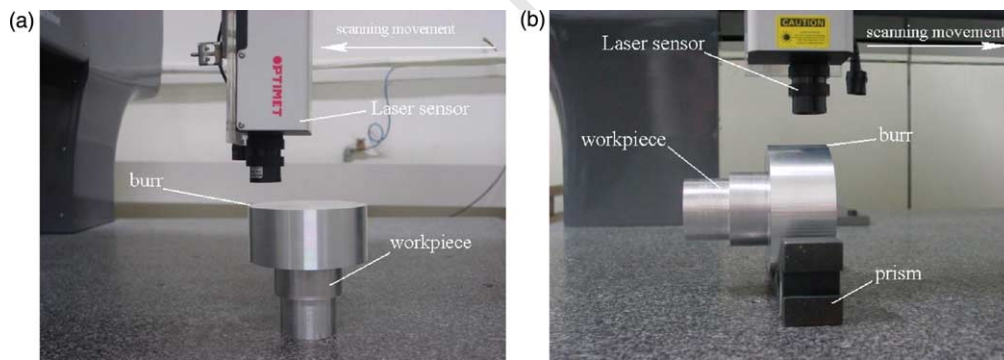 (a)
scanning movement
OPTIMET
Laser sensor
burr
workpiece
(b)
CAUTION
scanning movement
Laser sensor
burr
workpiece
prism